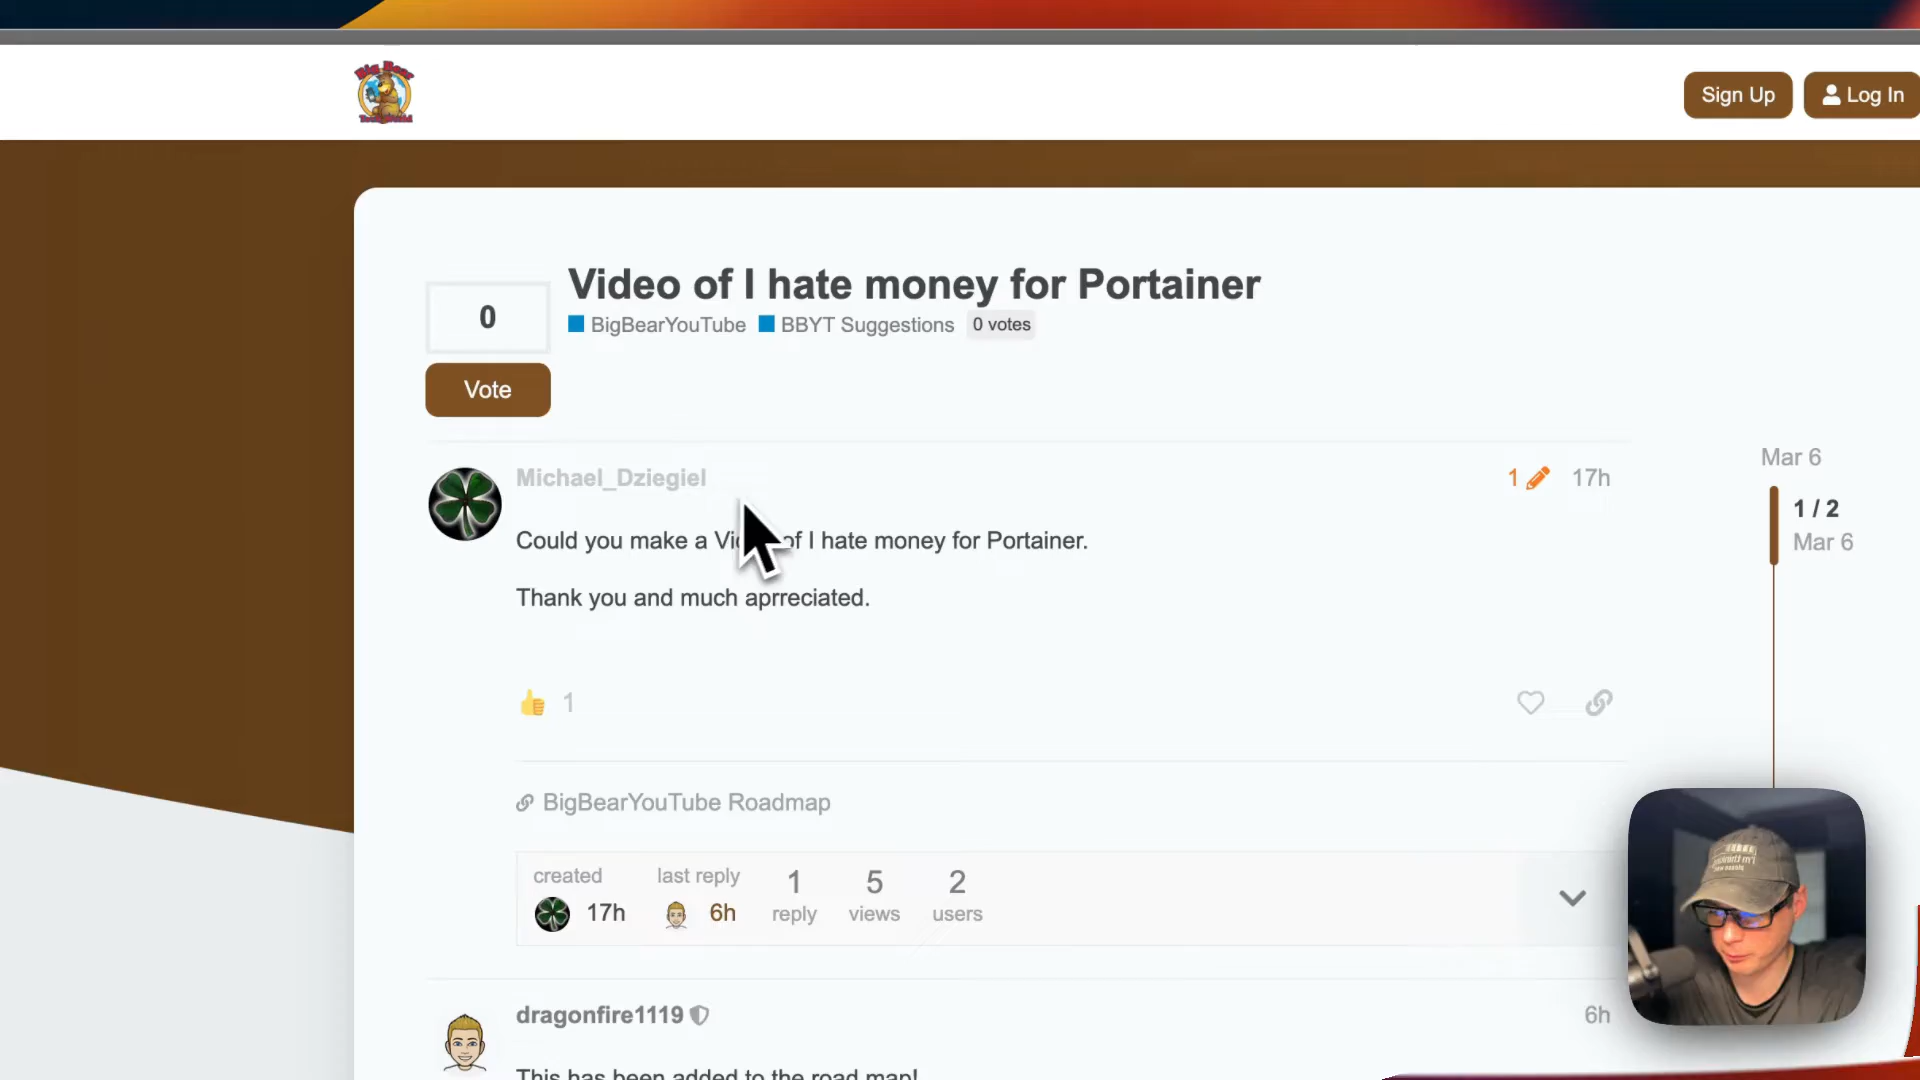 Big Bear
Sign Up
Log In
Video of I hate money for Portainer
0
BigBearYouTube BBYT Suggestions 0 votes
Vote
Michael_Dziegiel
1
17h
Could you make a Vi of I hate money for Portainer.
Thank you and much aprreciated.
1
Mar 6
1 / 2
Mar 6
BigBearYouTube Roadmap
created
17h
last reply
6h
1
reply
5
views
2
users
dragonfire1119
6h
This has been added to the road map!